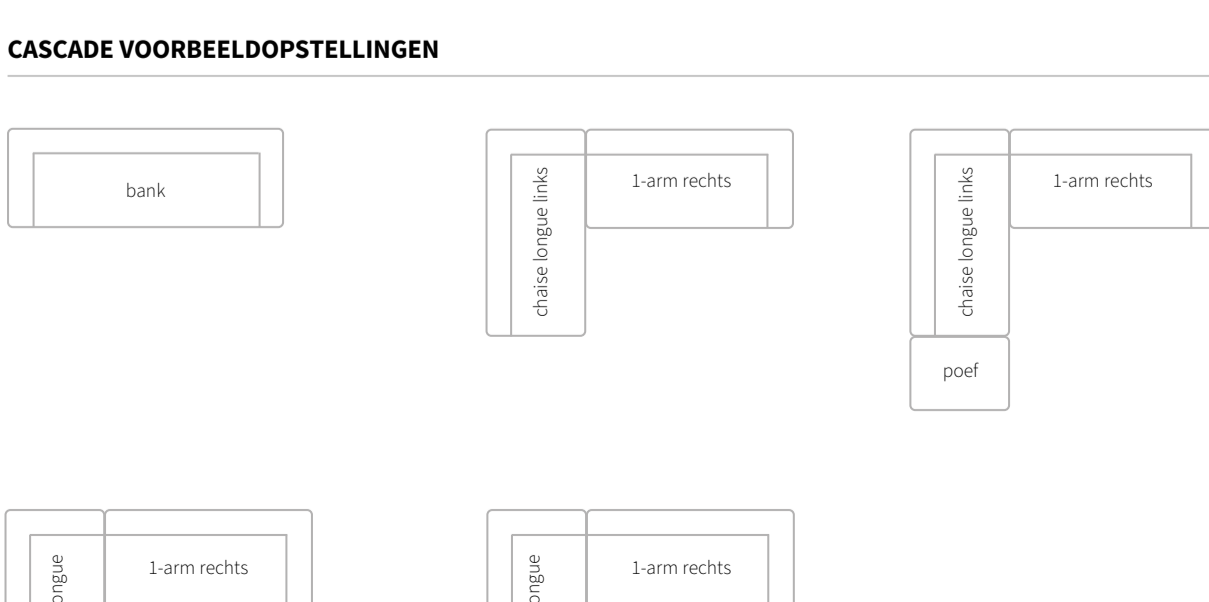 CASCADE VOORBEELDOPSTELLINGEN
bank
chaise longue links
1-arm rechts
chaise longue links
1-arm rechts
poef
1-arm rechts
1-arm rechts